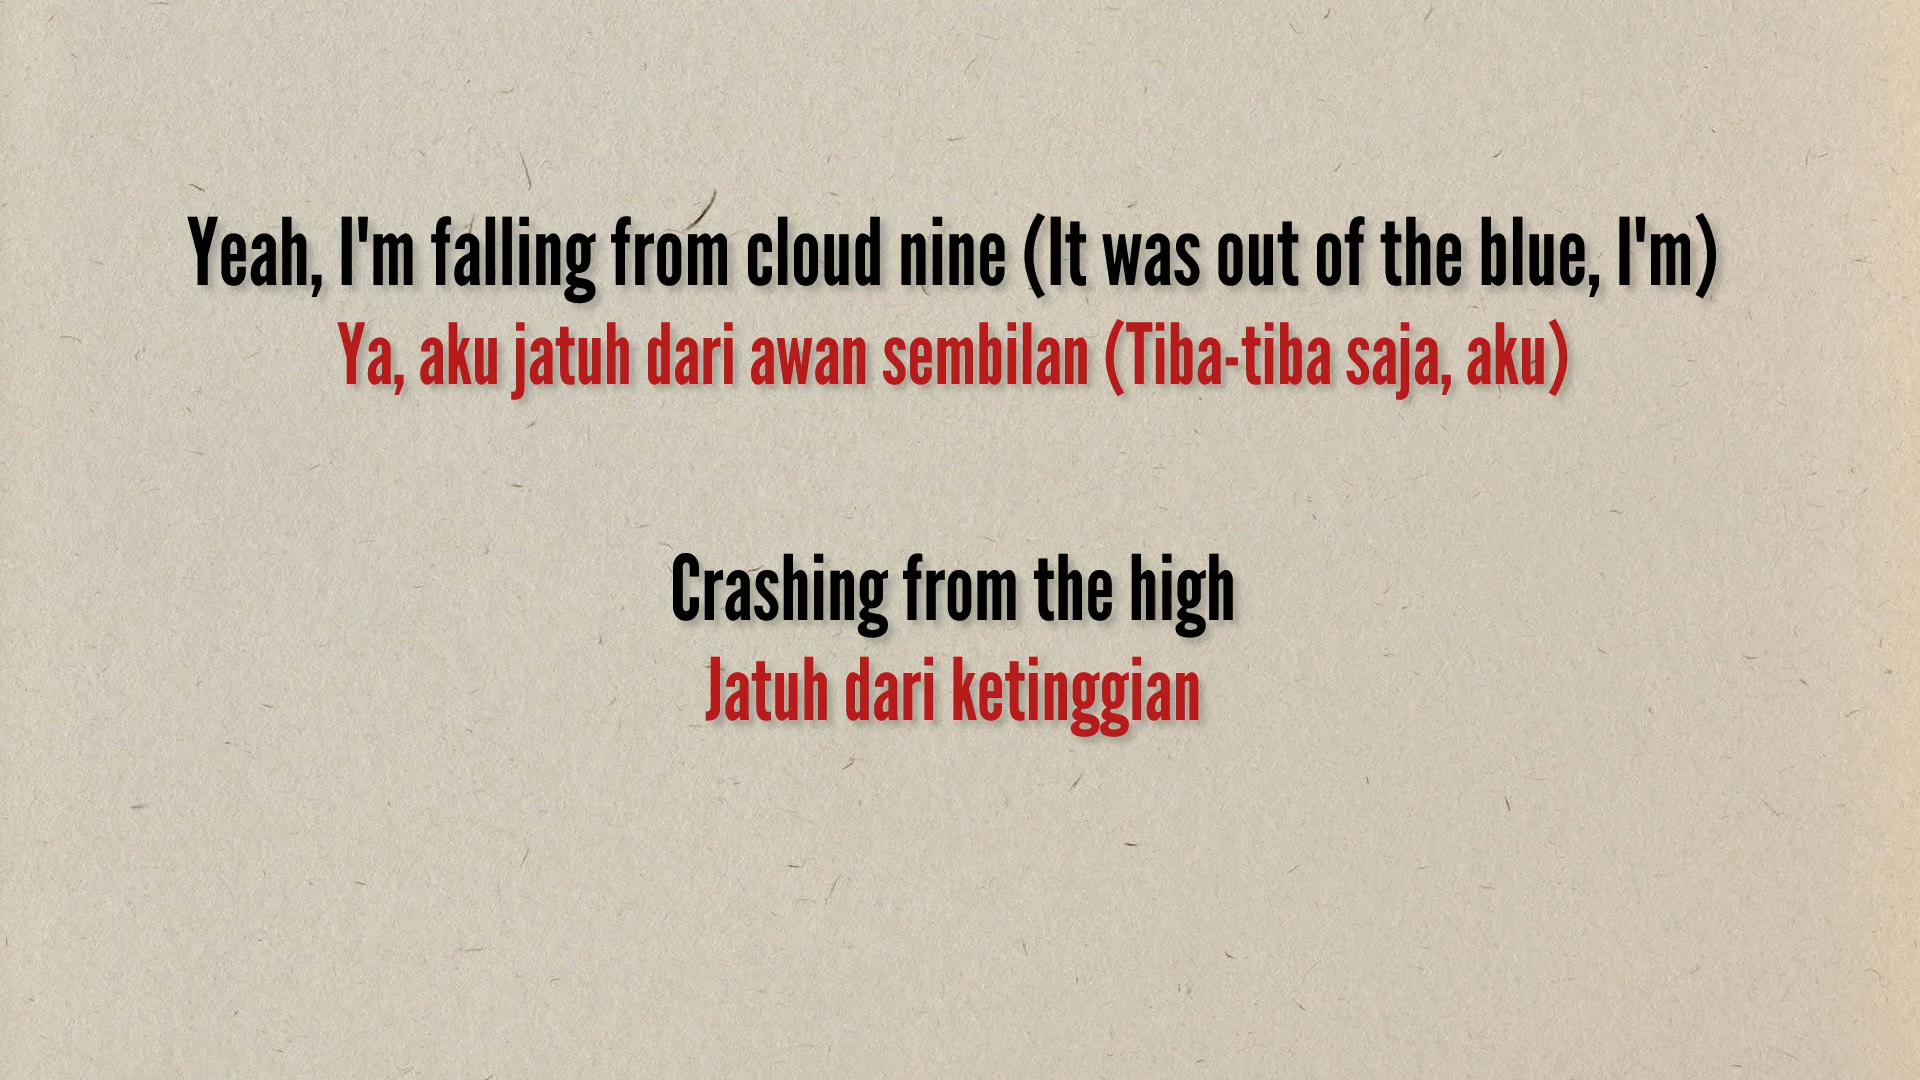 Yeah, I'm falling from cloud nine (It was out of the blue, I'm)
Ya, aku jatuh dari awan sembilan (Tiba-tiba saja, aku)
Crashing from the high
Jatuh dari ketinggian